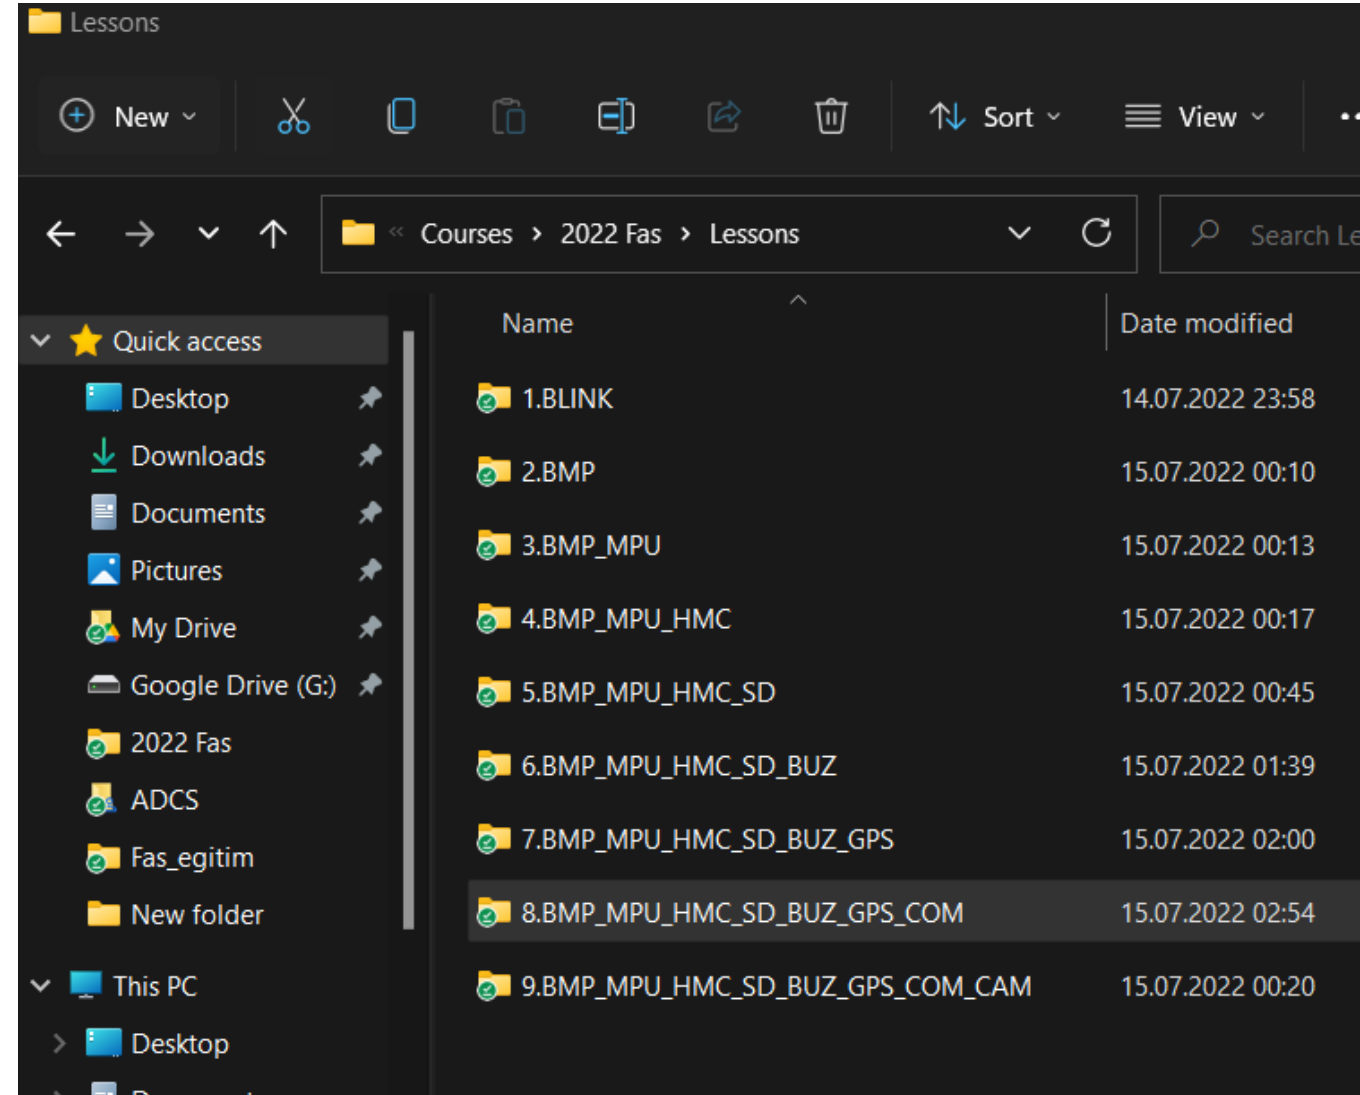 Lessons
New
Sort
View
Courses > 2022 Fas > Lessons
Search Le
Name
Date modified
Quick access
Desktop
Downloads
Documents
Pictures
My Drive
Google Drive (G:)
2022 Fas
ADCS
Fas_egitim
New folder
This PC
Desktop
1.BLINK 14.07.2022 23:58
2.BMP 15.07.2022 00:10
3.BMP_MPU 15.07.2022 00:13
4.BMP_MPU_HMC 15.07.2022 00:17
5.BMP_MPU_HMC_SD 15.07.2022 00:45
6.BMP_MPU_HMC_SD_BUZ 15.07.2022 01:39
7.BMP_MPU_HMC_SD_BUZ_GPS 15.07.2022 02:00
8.BMP_MPU_HMC_SD_BUZ_GPS_COM 15.07.2022 02:54
9.BMP_MPU_HMC_SD_BUZ_GPS_COM_CAM 15.07.2022 00:20